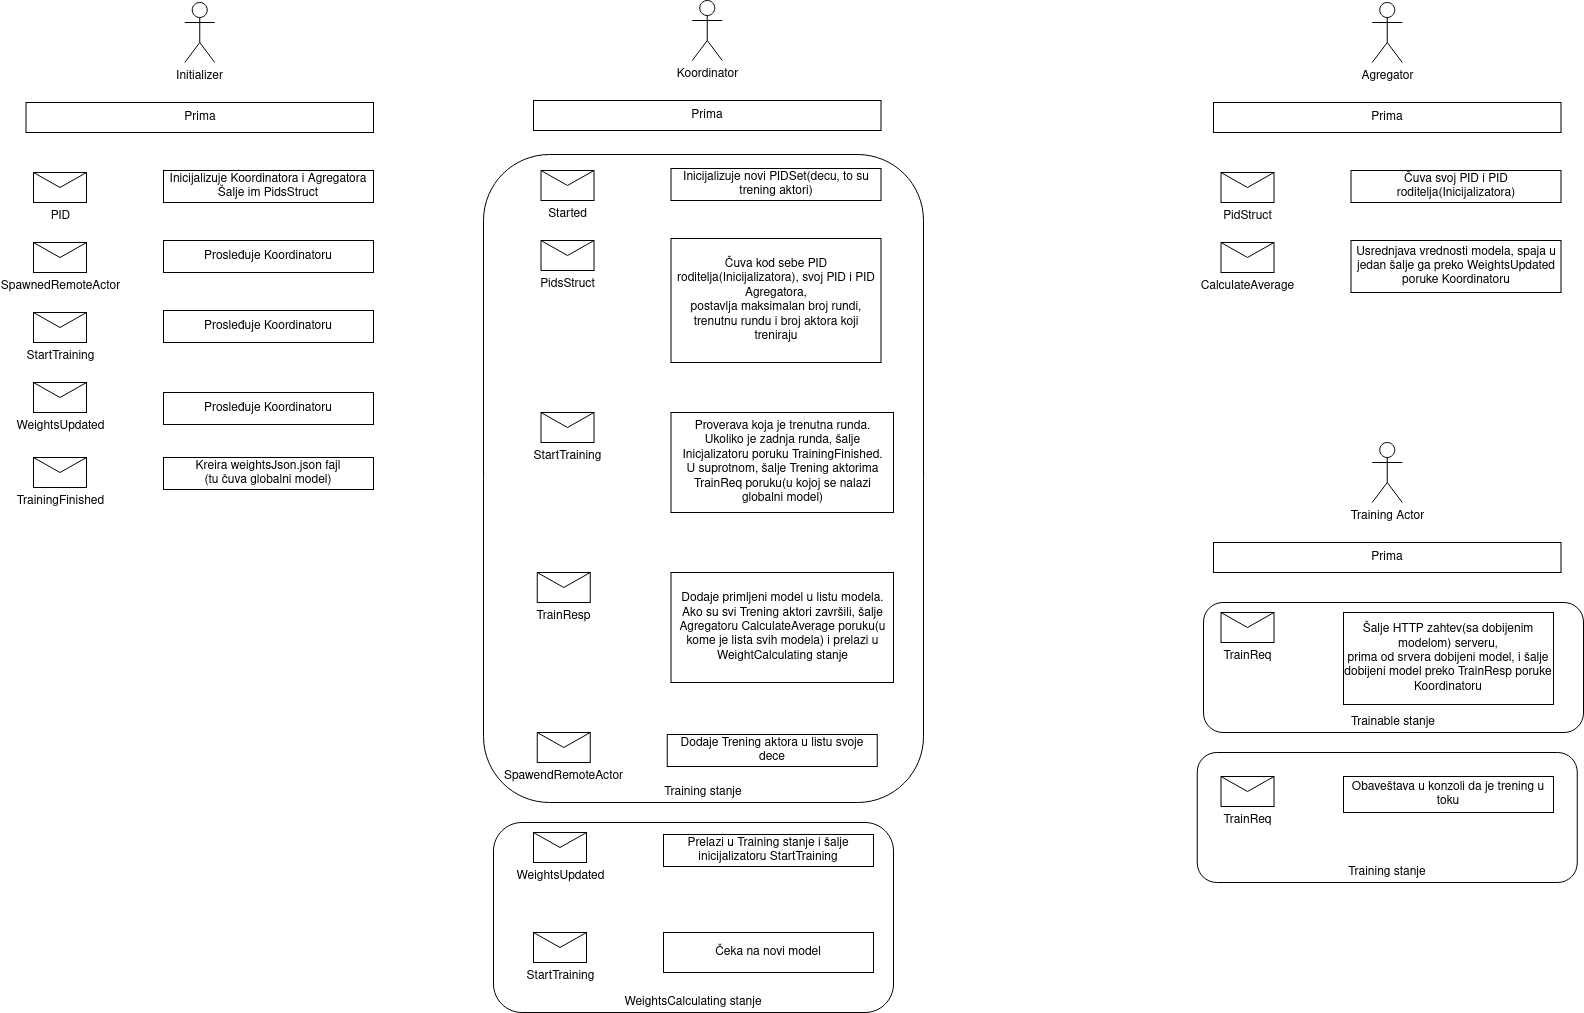 Initializer
Prima
PID
Inicijalizuje Koordinatora i Agregatora
Šalje im PidsStruct
SpawnedRemoteActor
Prosleđuje Koordinatoru
StartTraining
Prosleđuje Koordinatoru
WeightsUpdated
Prosleđuje Koordinatoru
TrainingFinished
Kreira weightsJson.json fajl
(tu čuva globalni model)
Koordinator
Prima
Started
Inicijalizuje novi PIDSet(decu, to su
trening aktori)
PidsStruct
Čuva kod sebe PID
roditelja(Inicijalizatora), svoj PID i PID
Agregatora,
postavlja maksimalan broj rundi,
trenutnu rundu i broj aktora koji
treniraju
StartTraining
Proverava koja je trenutna runda.
Ukoliko je zadnja runda, šalje
Inicjalizatoru poruku TrainingFinished.
U suprotnom, šalje Trening aktorima
TrainReq poruku(u kojoj se nalazi
globalni model)
TrainResp
Dodaje primljeni model u listu modela.
Ako su svi Trening aktori završili, šalje
Agregatoru CalculateAverage poruku(u
kome je lista svih modela) i prelazi u
WeightCalculating stanje
SpawendRemoteActor
Dodaje Trening aktora u listu svoje
dece
Training stanje
WeightsUpdated
Prelazi u Training stanje i šalje
inicijalizatoru StartTraining
StartTraining
Čeka na novi model
WeightsCalculating stanje
Agregator
Prima
PidStruct
Čuva svoj PID i PID
roditelja(Inicijalizatora)
CalculateAverage
Usrednjava vrednosti modela, spaja u
jedan šalje ga preko WeightsUpdated
poruke Koordinatoru
Training Actor
Prima
TrainReq
Šalje HTTP zahtev(sa dobijenim
modelom) serveru,
prima od srvera dobijeni model, i šalje
dobijeni model preko TrainResp poruke
Koordinatoru
Trainable stanje
TrainReq
Obaveštava u konzoli da je trening u
toku
Training stanje